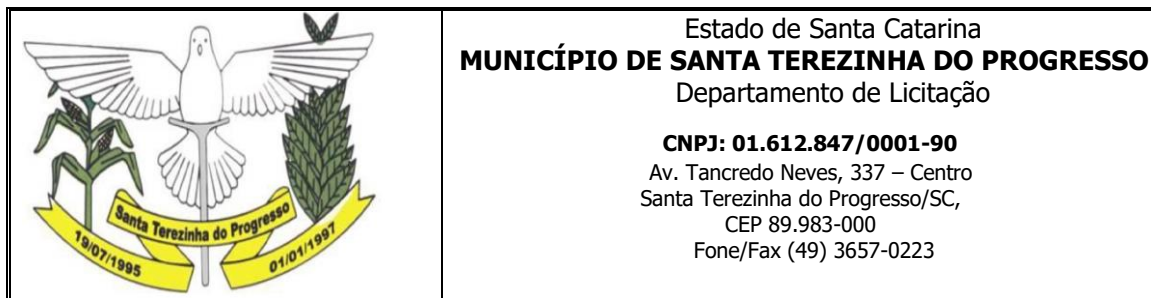 Santa Terezinha do Progresso
19/07/1995
01/01/1997
Estado de Santa Catarina
MUNICÍPIO DE SANTA TEREZINHA DO PROGRESSO
Departamento de Licitação
CNPJ: 01.612.847/0001-90
Av. Tancredo Neves, 337 – Centro
Santa Terezinha do Progresso/SC,
CEP 89.983-000
Fone/Fax (49) 3657-0223